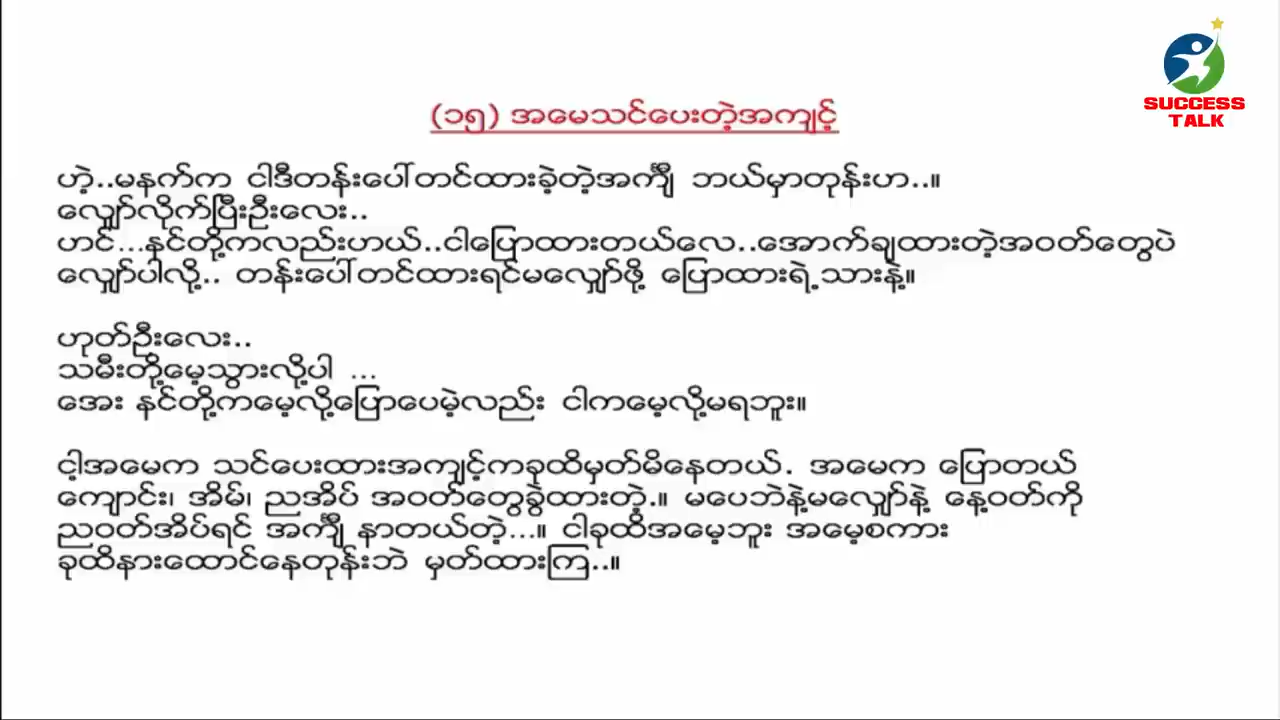 SUCCESS
TALK
(၁၅) အမေသင်ပေးတဲ့အကျင့်
ဟဲ့..မနက်က ငါဒီတန်းပေါ်တင်ထားခဲ့တဲ့အင်္ကျီ ဘယ်မှာတုန်းဟ..။
လျှော်လိုက်ပြီးဦးလေး..
ဟင်...နင်တို့ကလည်းဟယ်..ငါပြောထားတယ်လေ..အောက်ချထားတဲ့အဝတ်တွေပဲ
လျှော်ပါလို့.. တန်းပေါ်တင်ထားရင်မလျှော်ဖို့ ပြောထားရဲ့သားနဲ့။
ဟုတ်ဦးလေး..
သမီးတို့မေ့သွားလို့ပါ ...
အေး နင်တို့ကမေ့လို့ပြောပေမဲ့လည်း ငါကမေ့လို့မရဘူး။
ငါ့အမေက သင်ပေးထားအကျင့်ကခုထိမှတ်မိနေတယ်. အမေက ပြောတယ်
ကျောင်း၊ အိမ်၊ ညအိပ် အဝတ်တွေခွဲထားတဲ့.။ မပေဘဲနဲ့မလျှော်နဲ့ နေ့ဝတ်ကို
ညဝတ်အိပ်ရင် အင်္ကျီ နာတယ်တဲ့...။ ငါခုထိအမေ့ဘူး အမေ့စကား
ခုထိနားထောင်နေတုန်းဘဲ မှတ်ထားကြ..။